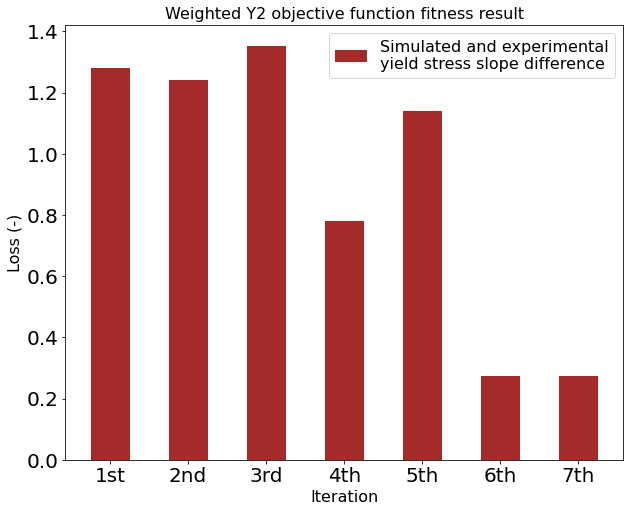 Weighted Y2 objective function fitness result
Simulated and experimental
yield stress slope difference
Loss (-)
1.4
1.2
1.0
0.8
0.6
0.4
0.2
0.0
1st 2nd 3rd 4th 5th 6th 7th
Iteration